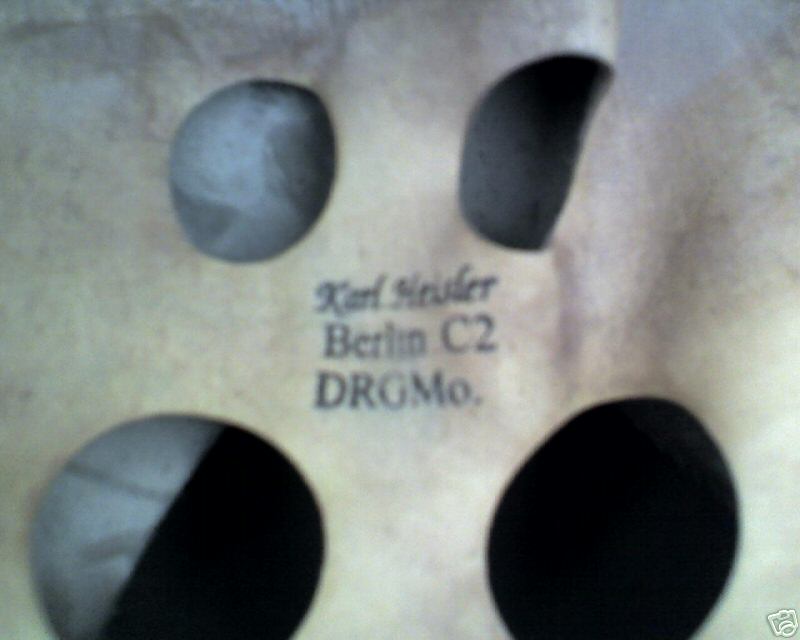 Karl Heisler
Berlin C2
DRGMo.